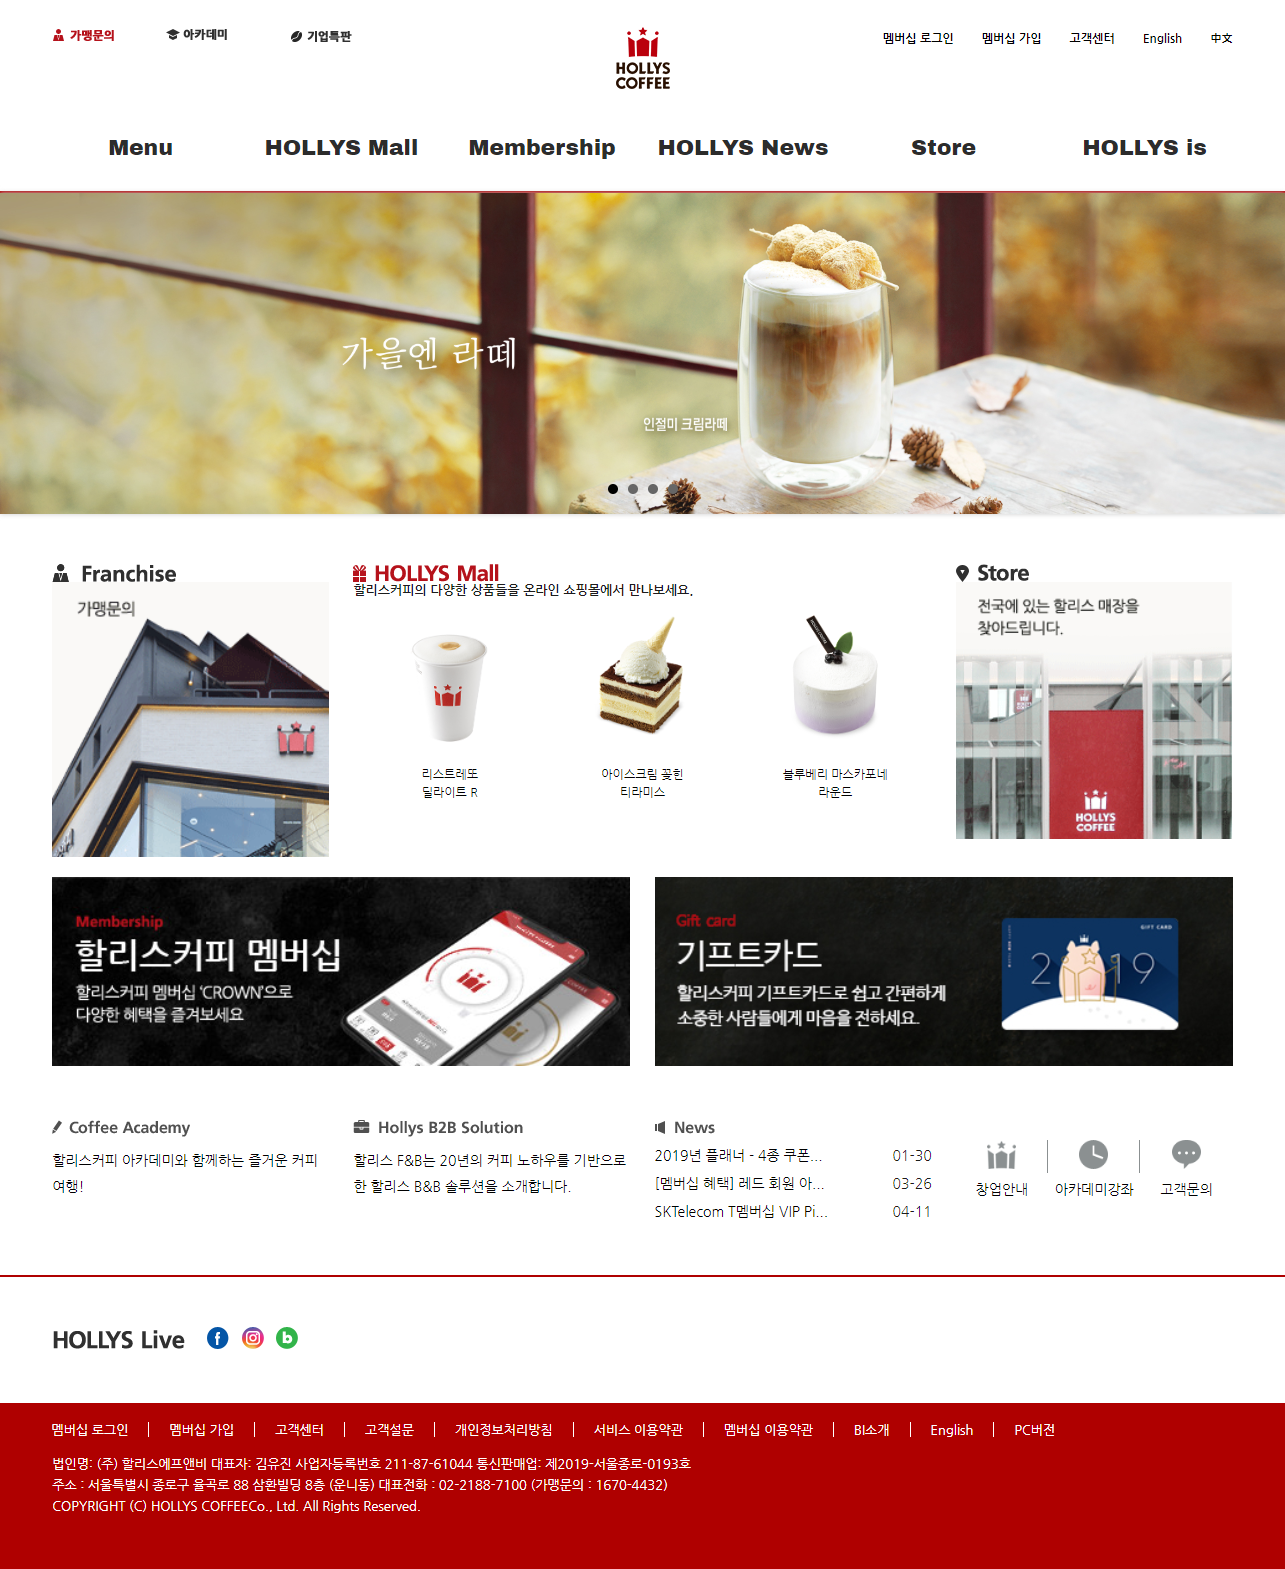 가맹문의
아카데미
기업특판
HOLLYS
COFFEE
멤버십 로그인
멤버십 가입
고객센터
English
中文
Menu
HOLLYS Mall
Membership
HOLLYS News
Store
HOLLYS is
가을엔 라떼
인절미 크림라떼
Franchise
가맹문의
HOLLYS Mall
할리스커피의 다양한 상품들을 온라인 쇼핑몰에서 만나보세요.
리스트레또
딜라이트 R
아이스크림 꽂힌
티라미스
블루베리 마스카포네
라운드
Store
전국에 있는 할리스 매장을
찾아드립니다.
HOLLYS
COFFEE
Membership
할리스커피 멤버십
할리스커피 멤버십 ‘CROWN’으로
다양한 혜택을 즐겨보세요
Gift card
기프트카드
할리스커피 기프트카드로 쉽고 간편하게
소중한 사람들에게 마음을 전하세요.
GIFT CARD
2019
Coffee Academy
할리스커피 아카데미와 함께하는 즐거운 커피
여행!
Hollys B2B Solution
할리스 F&B는 20년의 커피 노하우를 기반으로
한 할리스 B&B 솔루션을 소개합니다.
News
2019년 플래너 - 4종 쿠폰... 01-30
[멤버십 혜택] 레드 회원 아... 03-26
SKTelecom T멤버십 VIP Pi... 04-11
창업안내
아카데미강좌
고객문의
HOLLYS Live
멤버십 로그인
멤버십 가입
고객센터
고객설문
개인정보처리방침
서비스 이용약관
멤버십 이용약관
BI소개
English
PC버전
법인명: (주) 할리스에프앤비 대표자: 김유진 사업자등록번호 211-87-61044 통신판매업: 제2019-서울종로-0193호
주소 : 서울특별시 종로구 율곡로 88 삼환빌딩 8층 (운니동) 대표전화 : 02-2188-7100 (가맹문의 : 1670-4432)
COPYRIGHT (C) HOLLYS COFFEECo., Ltd. All Rights Reserved.